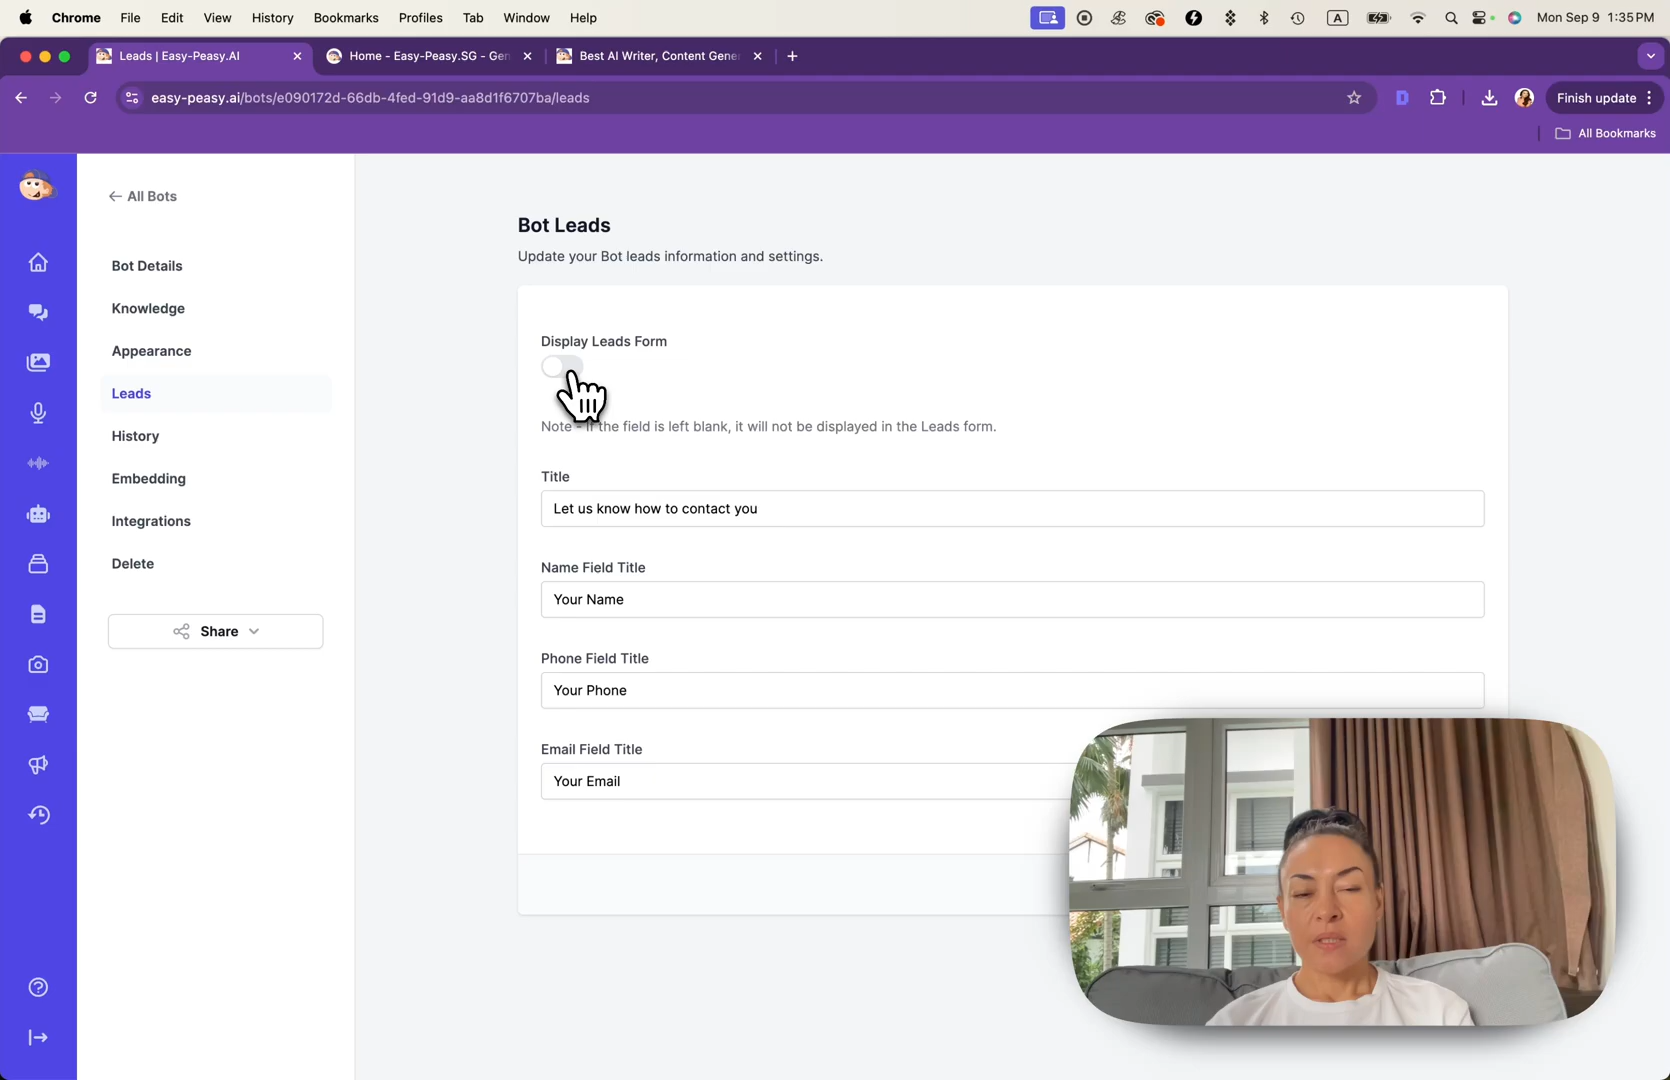 Chrome File Edit View History Bookmarks Profiles Tab Window Help
A
Mon Sep 9 1:35 PM
Leads | Easy-Peasy.AI
Home - Easy-Peasy.SG - Gen
Best AI Writer, Content Gener
easy-peasy.ai/bots/e090172d-66db-4fed-91d9-aa8d1f6707ba/leads
D
Finish update
All Bookmarks
All Bots
Bot Details
Knowledge
Appearance
Leads
History
Embedding
Integrations
Delete
Share
Bot Leads
Update your Bot leads information and settings.
Display Leads Form
Note - If the field is left blank, it will not be displayed in the Leads form.
Title
Let us know how to contact you
Name Field Title
Your Name
Phone Field Title
Your Phone
Email Field Title
Your Email